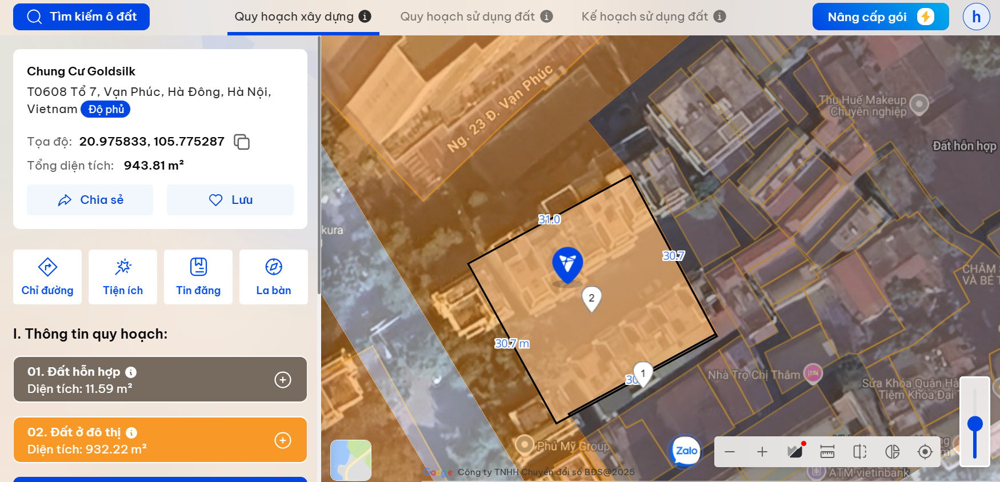 Tìm kiếm ô đất
Quy hoạch xây dựng
Quy hoạch sử dụng đất
Kế hoạch sử dụng đất
Nâng cấp gói
h
Chung Cư Goldsilk
T0608 Tổ 7, Vạn Phúc, Hà Đông, Hà Nội,
Vietnam Độ phủ
Tọa độ: 20.975833, 105.775287
Tổng diện tích: 943.81 m²
Chia sẻ
Lưu
Chỉ đường
Tiện ích
Tin đăng
La bàn
I. Thông tin quy hoạch:
01. Đất hỗn hợp
Diện tích: 11.59 m²
02. Đất ở đô thị
Diện tích: 932.22 m²
Ng. 23 Đ. Vạn Phúc
Thu Huế Makeup
Chuyên nghiệp
Đất hỗn hợp
kura
31.0
30.7
2
30.7 m
1
30
CHĂM
VÀ BÉ
Nhà Trọ Chị Thắm
Sửa Khóa Quận Hà
Tiệm Khóa Đại
Phú Mỹ Group
Zalo
Google
Công ty TNHH Chuyển đổi số BĐS@2025
ATM vietinbank